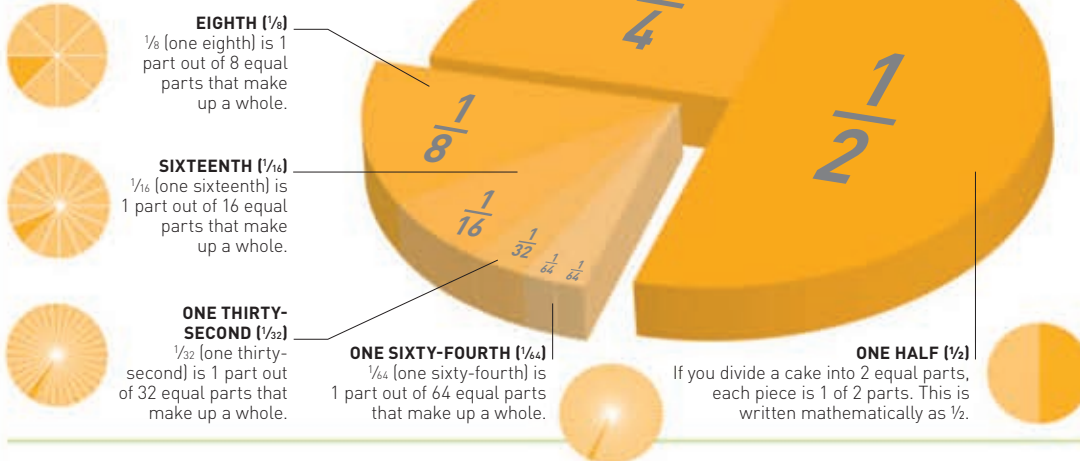 EIGHTH (⅛)
⅛ (one eighth) is 1
part out of 8 equal
parts that make
up a whole.
SIXTEENTH (1/16)
1/16 (one sixteenth) is
1 part out of 16 equal
parts that make
up a whole.
ONE THIRTY-
SECOND (1/32)
1/32 (one thirty-
second) is 1 part out
of 32 equal parts that
make up a whole.
ONE SIXTY-FOURTH (1/64)
1/64 (one sixty-fourth) is
1 part out of 64 equal parts
that make up a whole.
ONE HALF (½)
If you divide a cake into 2 equal parts,
each piece is 1 of 2 parts. This is
written mathematically as ½.
4
1/2
1/8
1/16
1/32
1/64
1/64